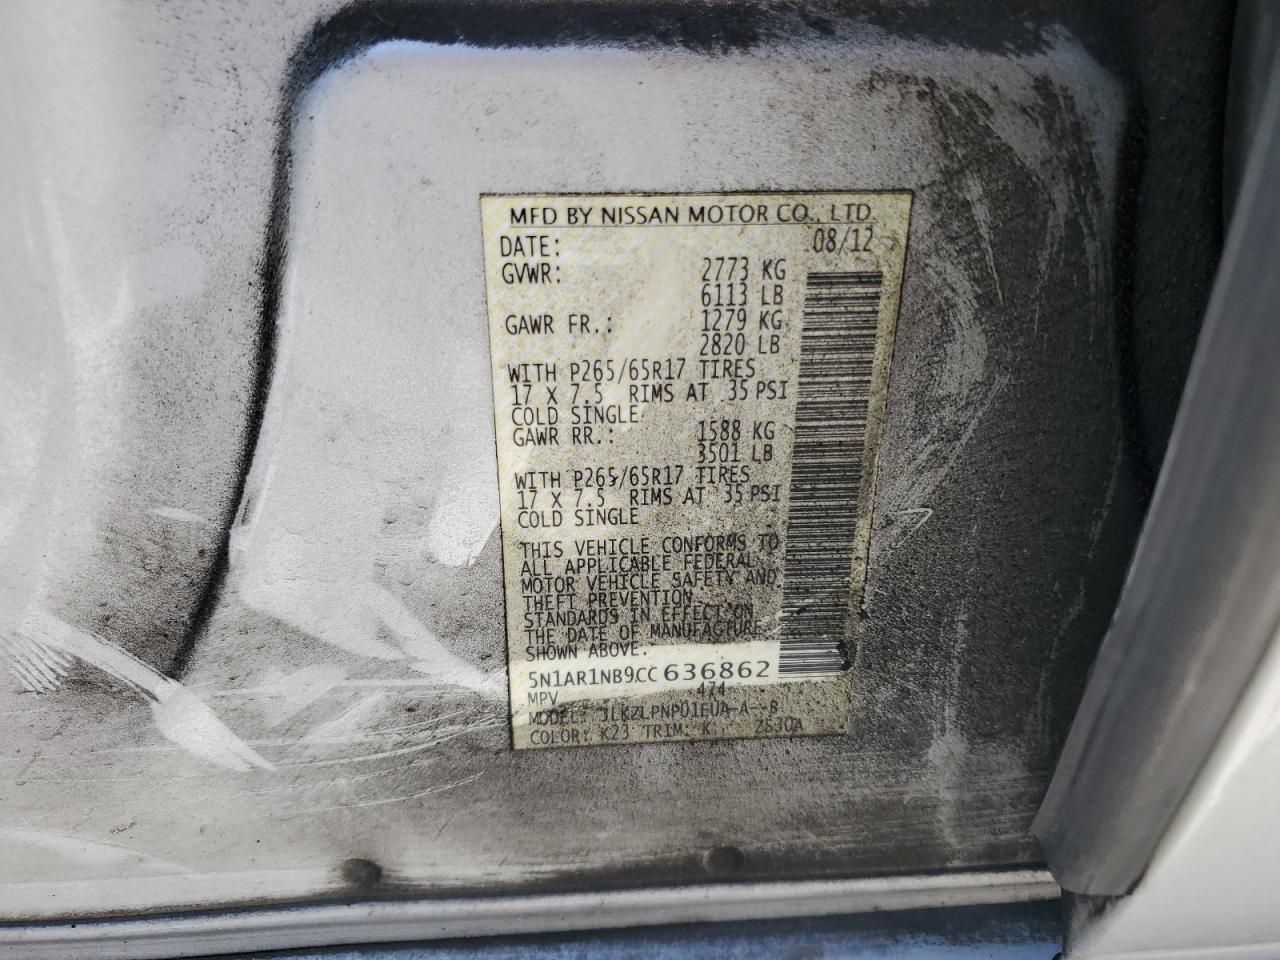 MFD BY NISSAN MOTOR CO., LTD.
DATE: 08/12
GVWR: 2773 KG
6113 LB
GAWR FR.: 1279 KG
2820 LB
WITH P265/65R17 TIRES
17 X 7.5 RIMS AT 35 PSI
COLD SINGLE
GAWR RR.: 1588 KG
3501 LB
WITH P265/65R17 TIRES
17 X 7.5 RIMS AT 35 PSI
COLD SINGLE
THIS VEHICLE CONFORMS TO
ALL APPLICABLE FEDERAL
MOTOR VEHICLE SAFETY AND
THEFT PREVENTION
STANDARDS IN EFFECT ON
THE DATE OF MANUFACTURE
SHOWN ABOVE.
5N1AR1NB9CC 636862
MPV 474
MODEL:
COLOR: K23 TRIM: K